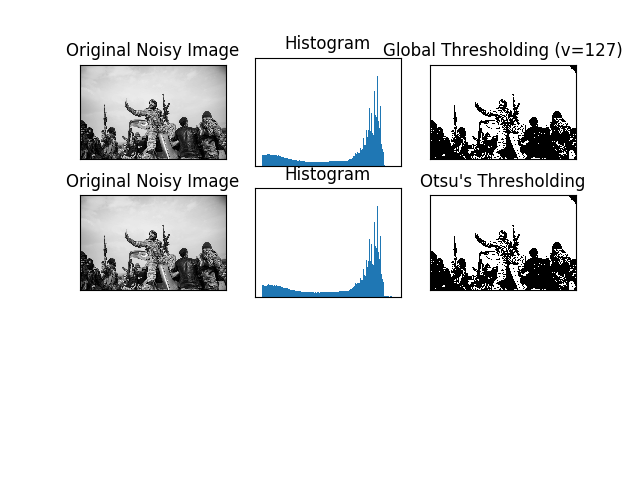 Original Noisy Image
Histogram
Global Thresholding (v=127)
Original Noisy Image
Histogram
Otsu's Thresholding